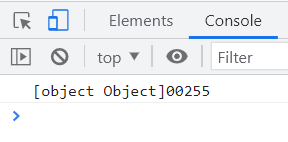 Elements Console
top Filter
[object Object]00255